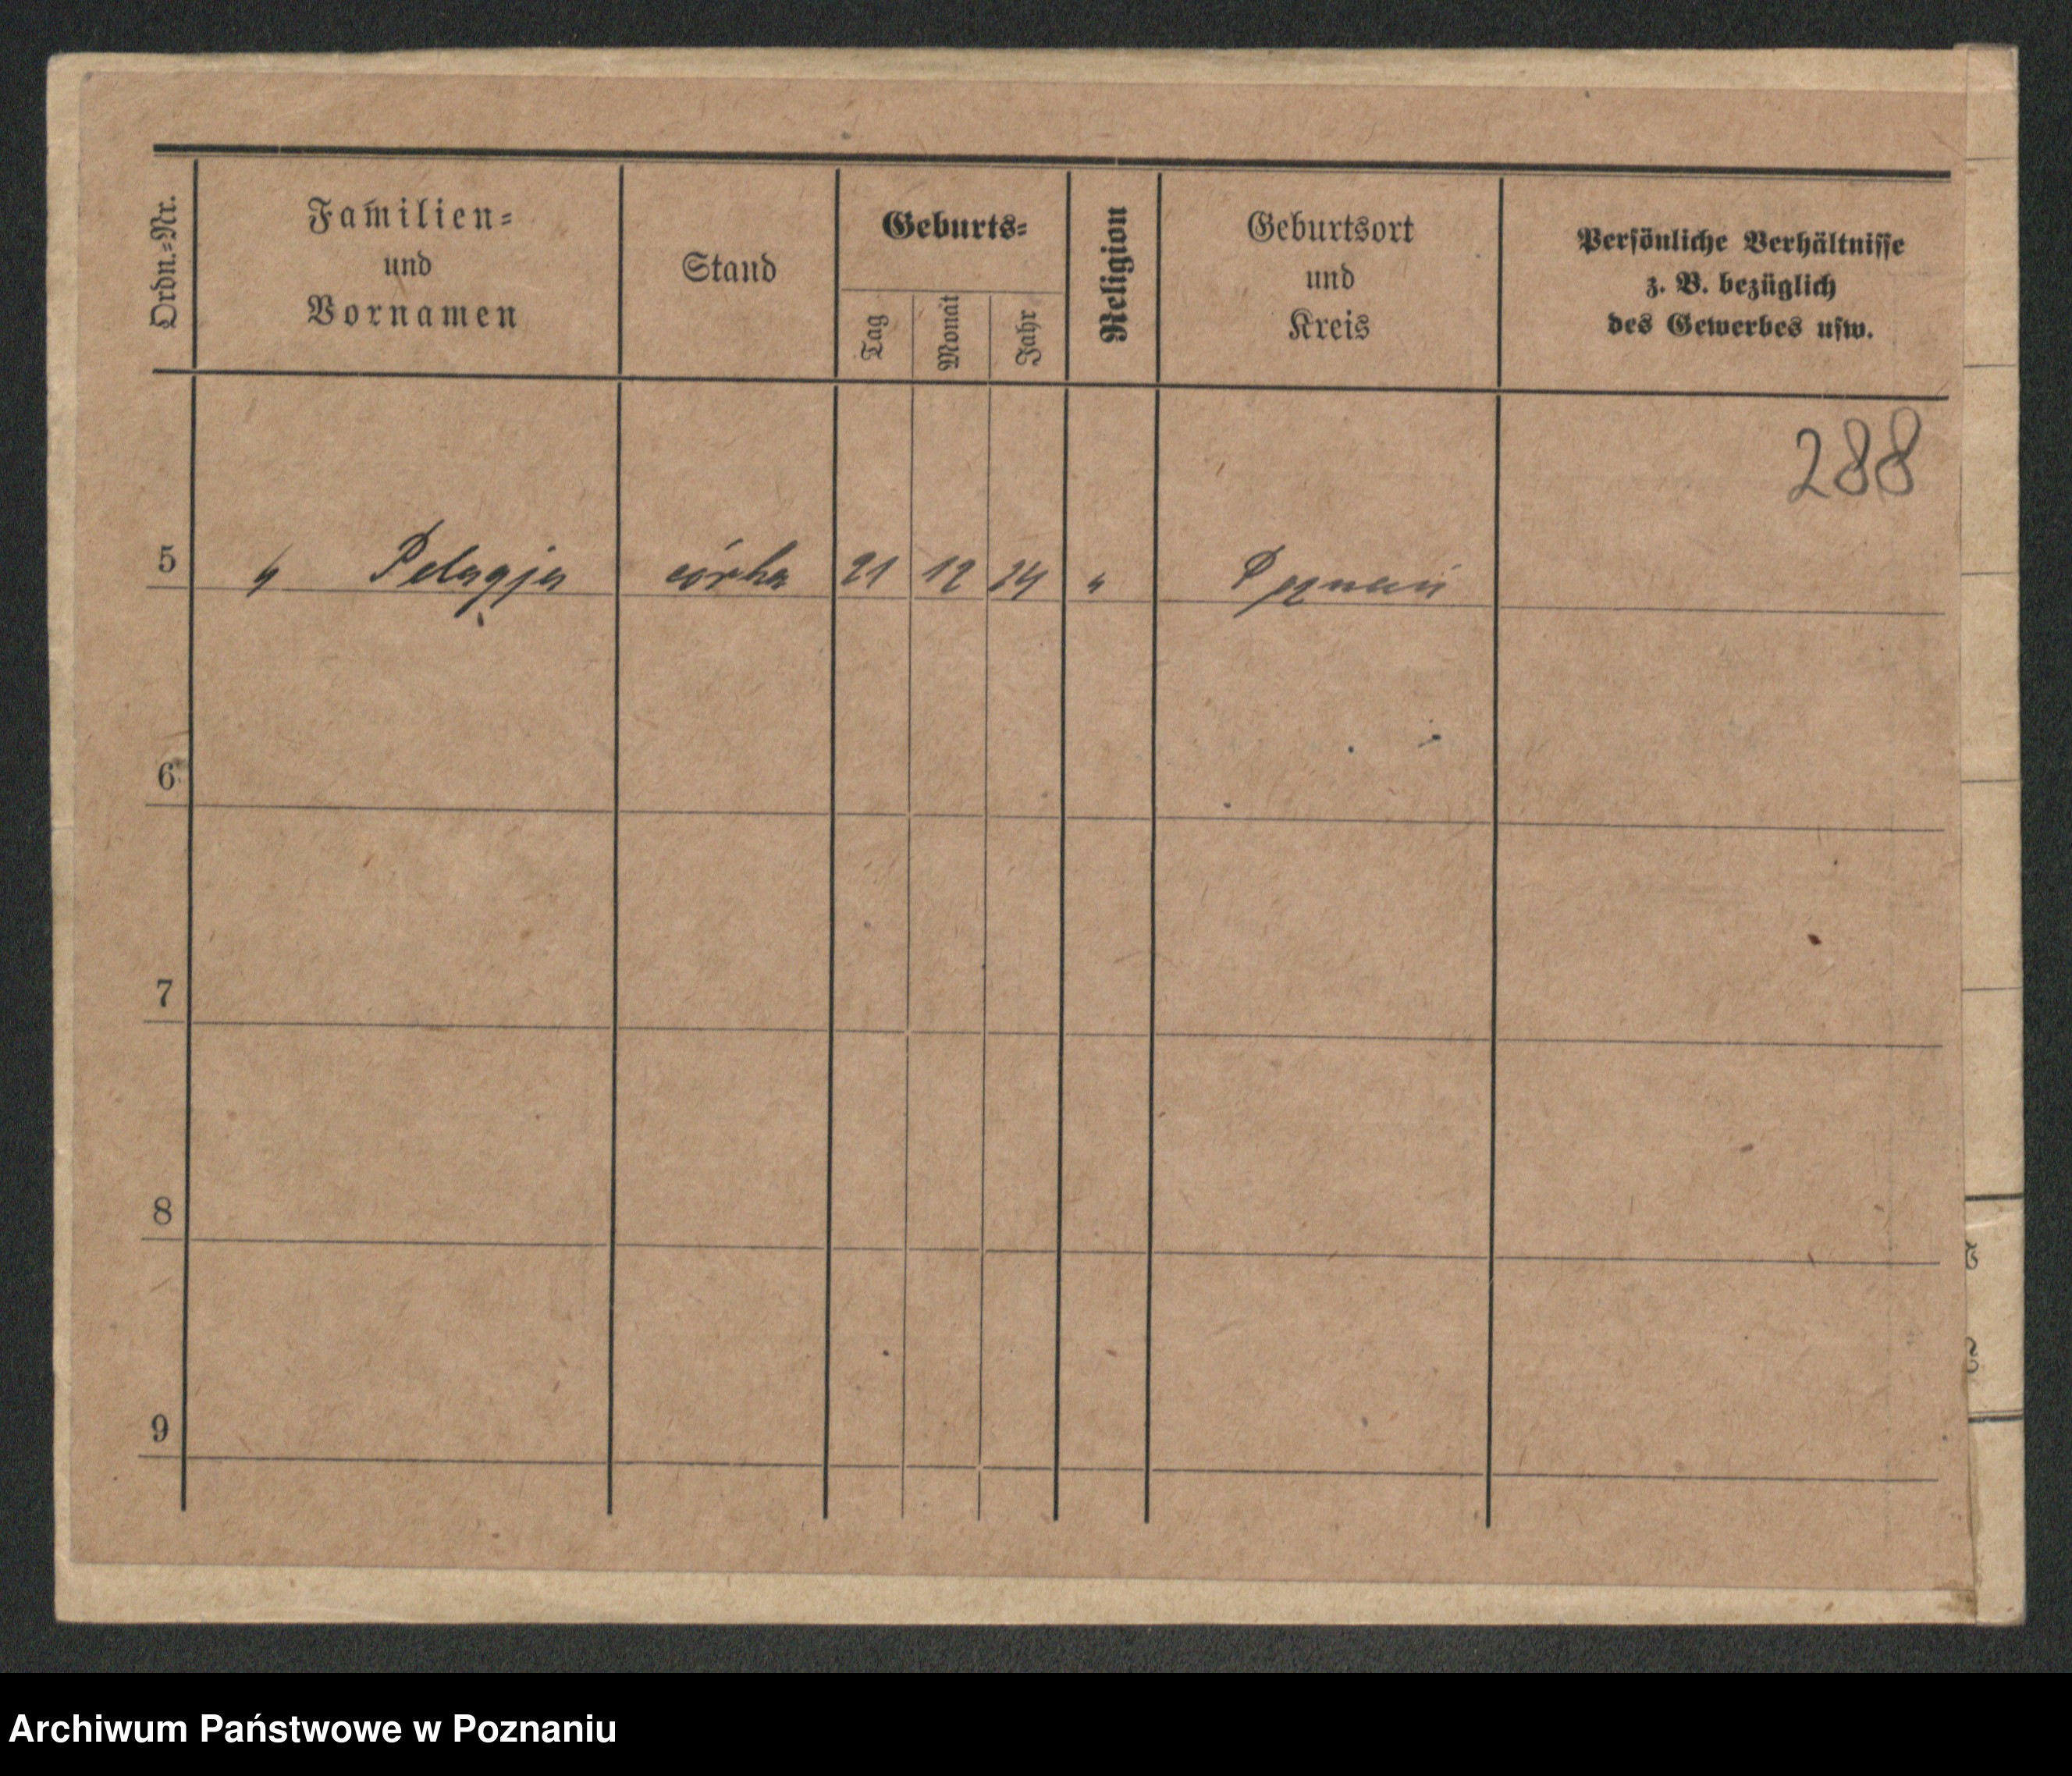 Ordn.=Nr.
Familien=
und
Vornamen
Stand
Geburts=
Tag
Monat
Jahr
Religion
Geburtsort
und
Kreis
Persönliche Verhältnisse
z. B. bezüglich
des Gewerbes usw.
288
5 " Pelagja córka 21 12 24 " Poznań
6
7
8
9
Archiwum Państwowe w Poznaniu